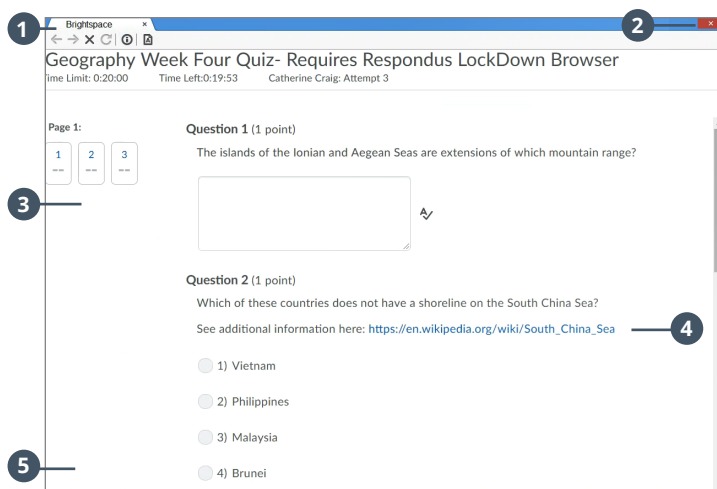 1
Brightspace ×
2
×
Geography Week Four Quiz- Requires Respondus LockDown Browser
ime Limit: 0:20:00 Time Left:0:19:53 Catherine Craig: Attempt 3
Page 1:
1 2 3
-- -- --
3
Question 1 (1 point)
The islands of the Ionian and Aegean Seas are extensions of which mountain range?
Question 2 (1 point)
Which of these countries does not have a shoreline on the South China Sea?
See additional information here: https://en.wikipedia.org/wiki/South_China_Sea
4
1) Vietnam
2) Philippines
3) Malaysia
5
4) Brunei